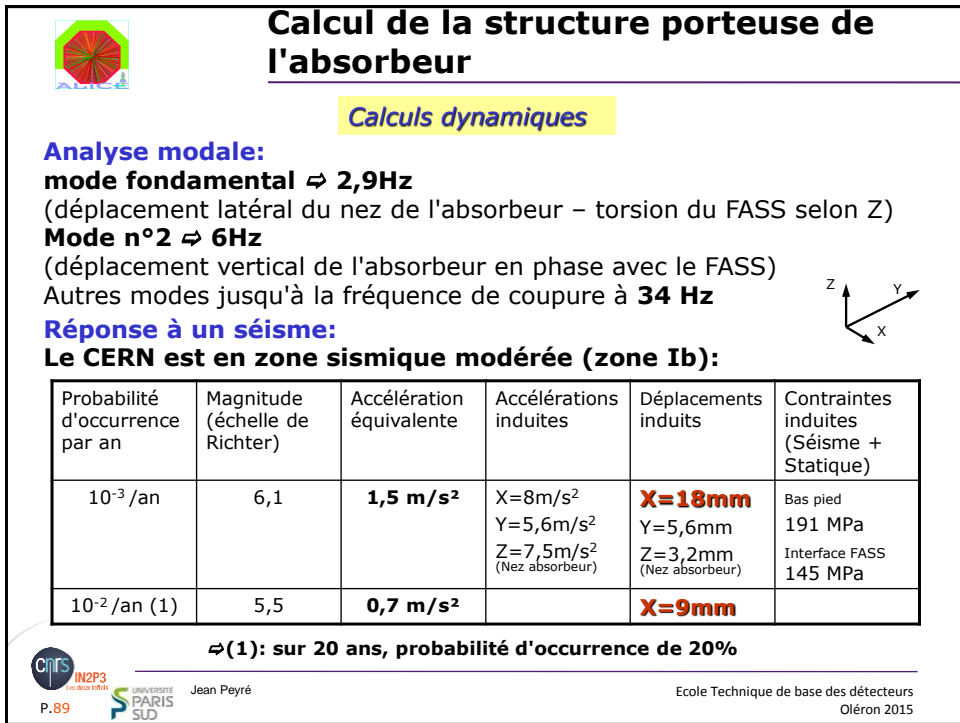 Calcul de la structure porteuse de
l'absorbeur
ALICE
Calculs dynamiques
Analyse modale:
mode fondamental ⇨ 2,9Hz
(déplacement latéral du nez de l'absorbeur – torsion du FASS selon Z)
Mode n°2 ⇨ 6Hz
(déplacement vertical de l'absorbeur en phase avec le FASS)
Autres modes jusqu'à la fréquence de coupure à 34 Hz
Z
Y
X
Réponse à un séisme:
Le CERN est en zone sismique modérée (zone Ib):
Probabilité
d'occurrence
par an
Magnitude
(échelle de
Richter)
Accélération
équivalente
Accélérations
induites
Déplacements
induits
Contraintes
induites
(Séisme +
Statique)
10⁻³ /an
6,1
1,5 m/s²
X=8m/s²
Y=5,6m/s²
Z=7,5m/s²
(Nez absorbeur)
X=18mm
Y=5,6mm
Z=3,2mm
(Nez absorbeur)
Bas pied
191 MPa
Interface FASS
145 MPa
10⁻² /an (1)
5,5
0,7 m/s²
X=9mm
⇨(1): sur 20 ans, probabilité d'occurrence de 20%
cnrs
IN2P3
Les deux infinis
P.89
UNIVERSITÉ
PARIS
SUD
Jean Peyré
Ecole Technique de base des détecteurs
Oléron 2015